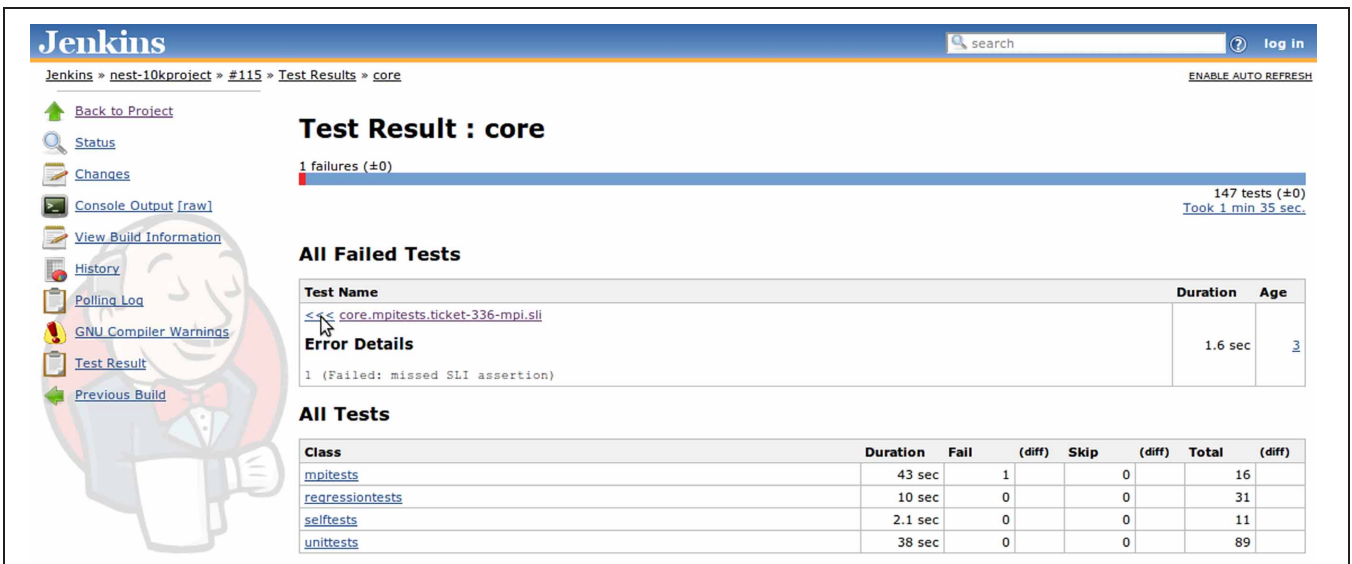 Jenkins
search
log in
Jenkins » nest-10kproject » #115 » Test Results » core
ENABLE AUTO REFRESH
Back to Project
Status
Changes
Console Output [raw]
View Build Information
History
Polling Log
GNU Compiler Warnings
Test Result
Previous Build
Test Result : core
1 failures (±0)
147 tests (±0)
Took 1 min 35 sec.
All Failed Tests
Test Name Duration Age
<<< core.mpitests.ticket-336-mpi.sli
Error Details
1.6 sec 3
1 (Failed: missed SLI assertion)
All Tests
Class Duration Fail (diff) Skip (diff) Total (diff)
mpitests 43 sec 1 0 16
regressiontests 10 sec 0 0 31
selftests 2.1 sec 0 0 11
unittests 38 sec 0 0 89